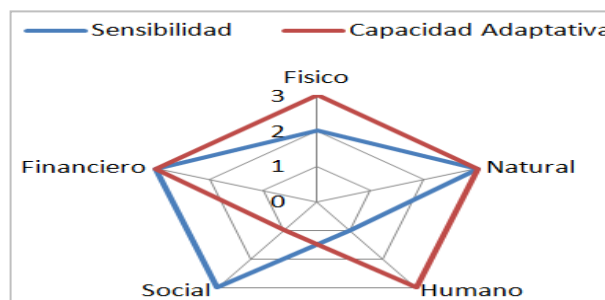 Sensibilidad Capacidad Adaptativa
Fisico
3
2
Financiero Natural
1
0
Social Humano